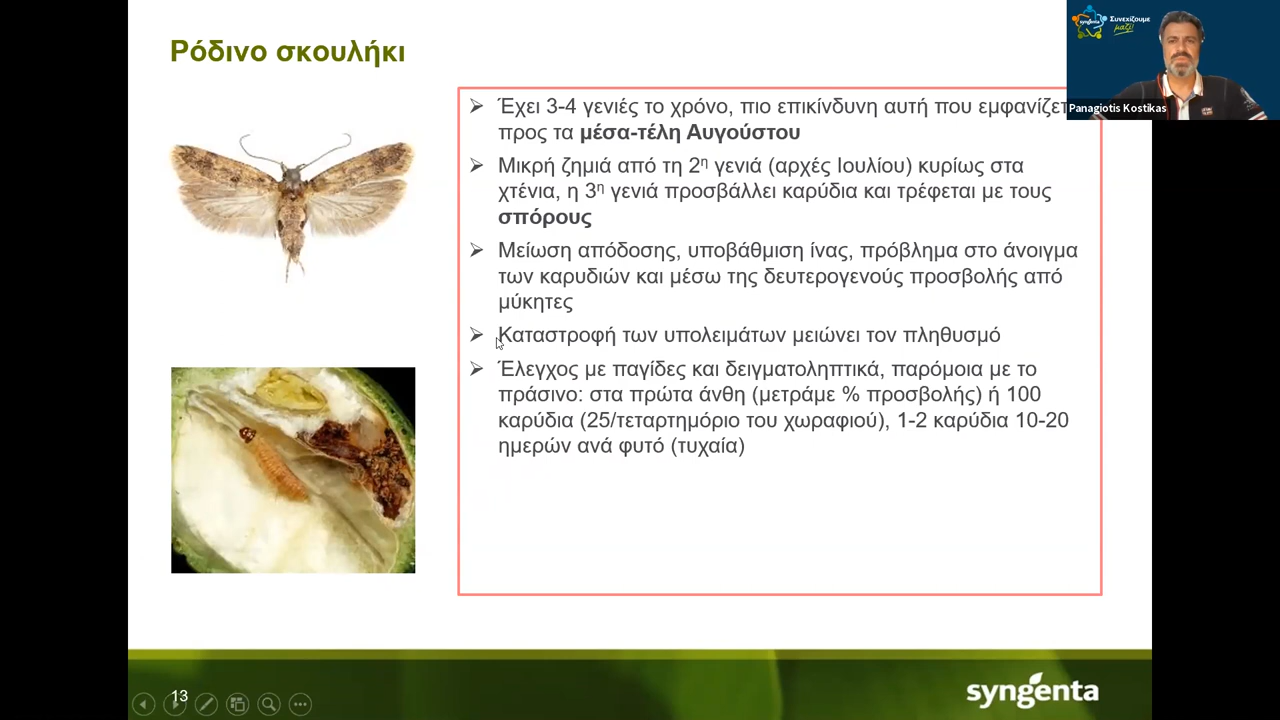 Ρόδινο σκουλήκι
syngenta
Συνεχίζουμε
μαζί!
Panagiotis Kostikas
➢ Έχει 3-4 γενιές το χρόνο, πιο επικίνδυνη αυτή που
προς τα μέσα-τέλη Αυγούστου
➢ Μικρή ζημιά από τη 2η γενιά (αρχές Ιουλίου) κυρίως στα
χτένια, η 3η γενιά προσβάλλει καρύδια και τρέφεται με τους
σπόρους
➢ Μείωση απόδοσης, υποβάθμιση ίνας, πρόβλημα στο άνοιγμα
των καρυδιών και μέσω της δευτερογενούς προσβολής από
μύκητες
➢ Καταστροφή των υπολειμάτων μειώνει τον πληθυσμό
➢ Έλεγχος με παγίδες και δειγματοληπτικά, παρόμοια με το
πράσινο: στα πρώτα άνθη (μετράμε % προσβολής) ή 100
καρύδια (25/τεταρτημόριο του χωραφιού), 1-2 καρύδια 10-20
ημερών ανά φυτό (τυχαία)
13
syngenta